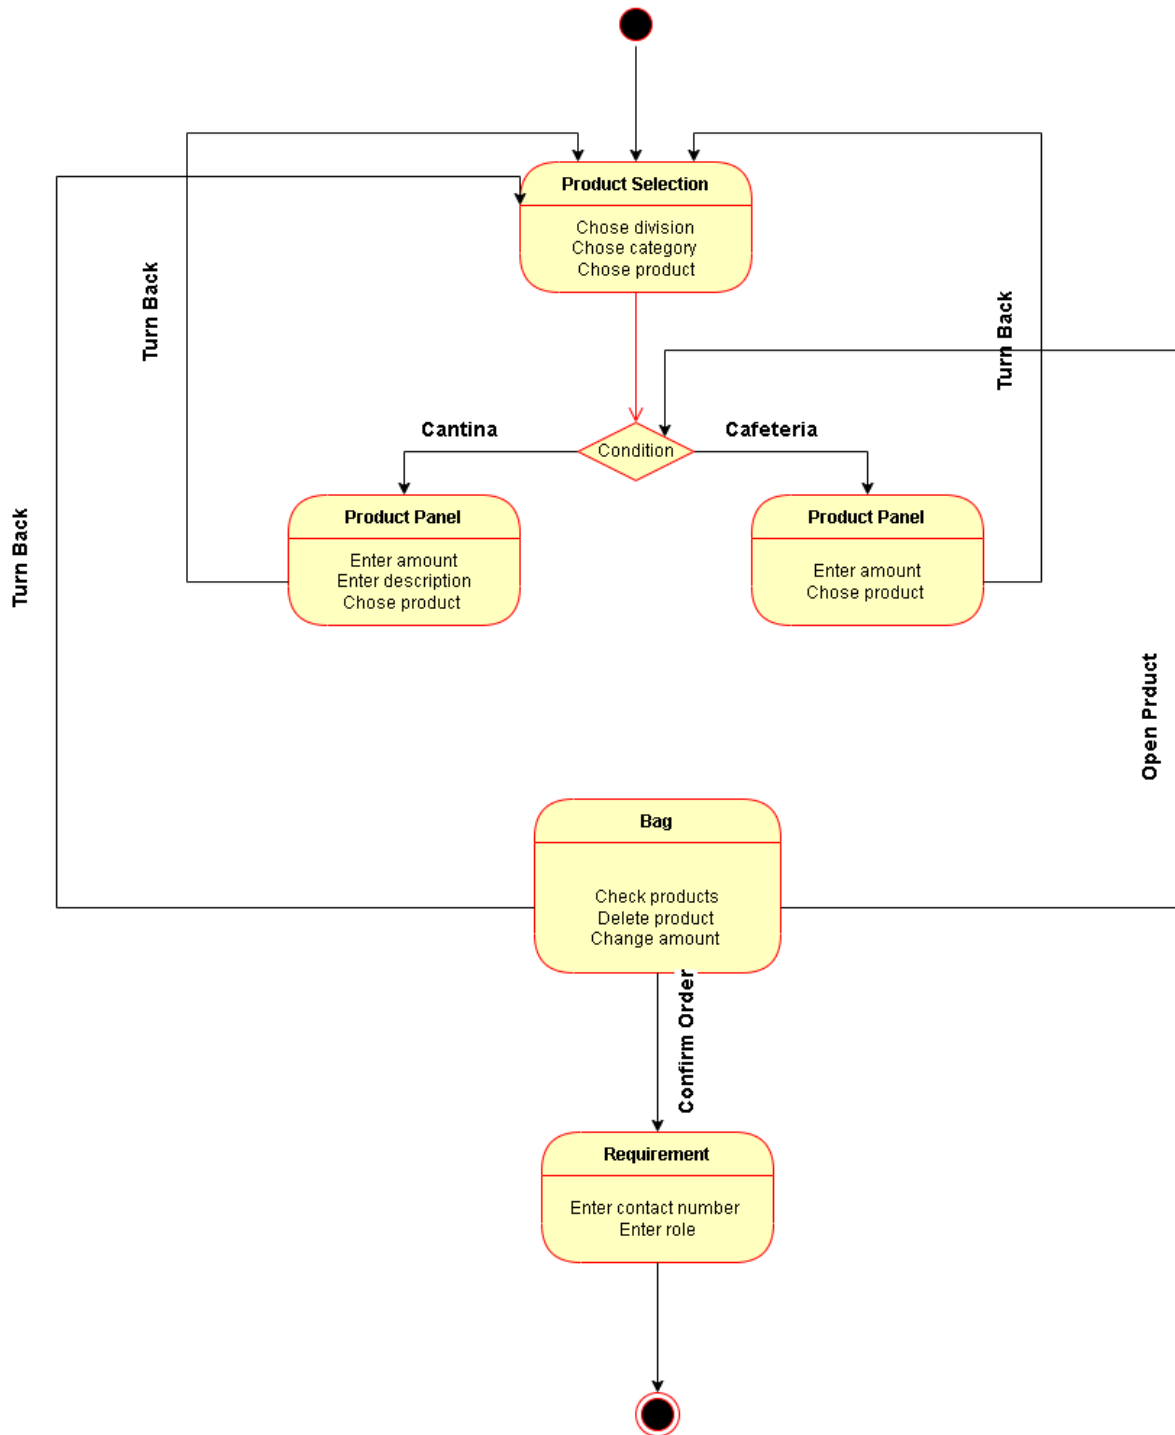 Product Selection
Chose division
Chose category
Chose product
Turn Back
Turn Back
Cantina
Condition
Cafeteria
Product Panel
Enter amount
Enter description
Chose product
Product Panel
Enter amount
Chose product
Turn Back
Open Prduct
Bag
Check products
Delete product
Change amount
Confirm Order
Requirement
Enter contact number
Enter role